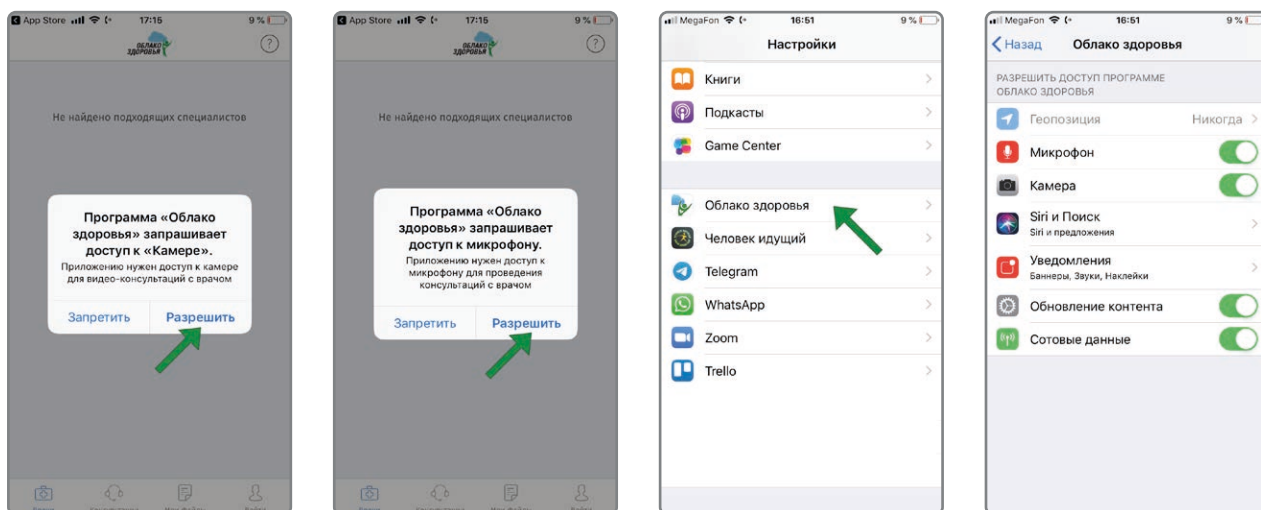 App Store 17:15 9 %
ОБЛАКО
ЗДОРОВЬЯ
?
Не найдено подходящих специалистов
Программа «Облако
здоровья» запрашивает
доступ к «Камере».
Приложению нужен доступ к камере
для видео-консультаций с врачом
Запретить Разрешить
App Store 17:15 9 %
ОБЛАКО
ЗДОРОВЬЯ
?
Не найдено подходящих специалистов
Программа «Облако
здоровья» запрашивает
доступ к микрофону.
Приложению нужен доступ к
микрофону для проведения
консультаций с врачом
Запретить Разрешить
MegaFon 16:51 9 %
Настройки
Книги
Подкасты
Game Center
Облако здоровья
Человек идущий
Telegram
WhatsApp
Zoom
Trello
MegaFon 16:51 9 %
Назад Облако здоровья
РАЗРЕШИТЬ ДОСТУП ПРОГРАММЕ
ОБЛАКО ЗДОРОВЬЯ
Геопозиция Никогда
Микрофон
Камера
Siri и Поиск
Siri и предложения
Уведомления
Баннеры, Звуки, Наклейки
Обновление контента
Сотовые данные